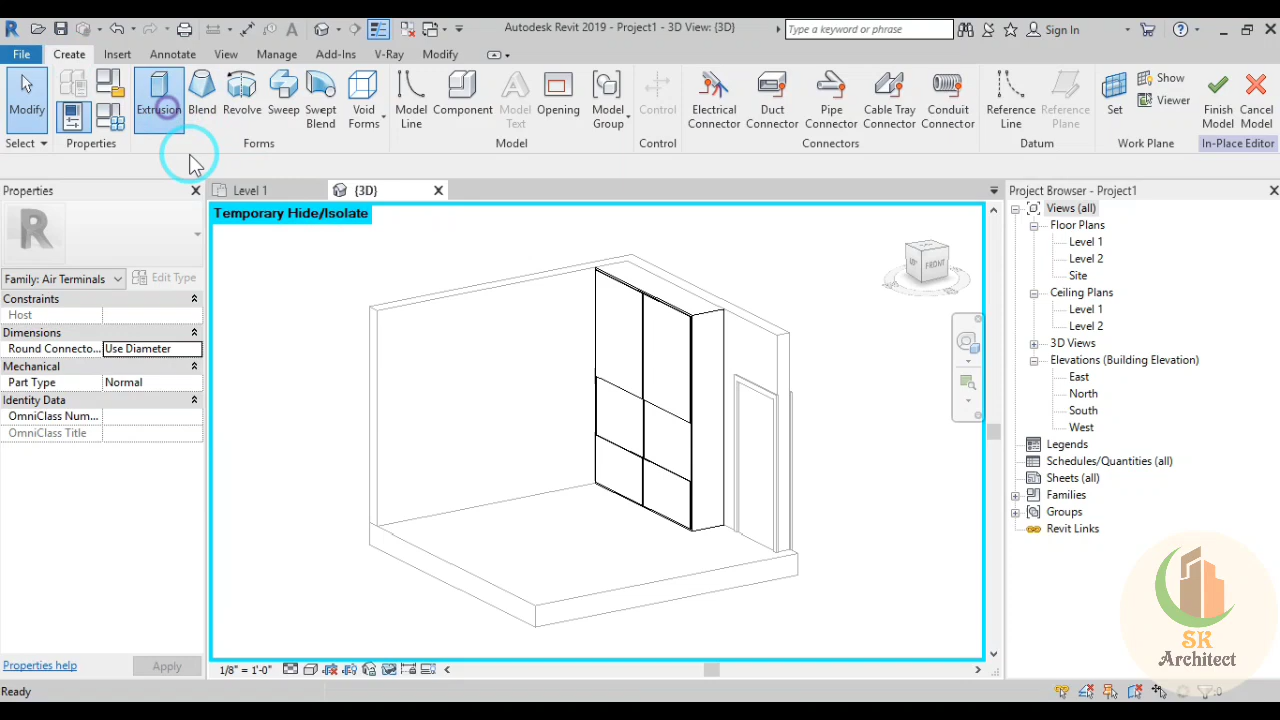 Autodesk Revit 2019 - Project1 - 3D View: {3D}
Type a keyword or phrase
Sign In
File Create Insert Annotate View Manage Add-Ins V-Ray Modify
Modify
Extrusion Blend Revolve Sweep Swept Blend Void Forms
Model Line Component Model Text Opening Model Group
Control
Electrical Connector Duct Connector Pipe Connector Cable Tray Connector Conduit Connector
Reference Line Reference Plane
Set Show Viewer
Finish Model Cancel Model
Select Properties Forms Model Control Connectors Datum Work Plane In-Place Editor
Properties
Level 1 {3D}
Project Browser - Project1
Temporary Hide/Isolate
Family: Air Terminals Edit Type
Constraints
Host
Dimensions
Round Connecto... Use Diameter
Mechanical
Part Type Normal
Identity Data
OmniClass Num...
OmniClass Title
FRONT
Views (all)
Floor Plans
Level 1
Level 2
Site
Ceiling Plans
Level 1
Level 2
3D Views
Elevations (Building Elevation)
East
North
South
West
Legends
Schedules/Quantities (all)
Sheets (all)
Families
Groups
Revit Links
SK
Architect
Properties help Apply
1/8" = 1'-0"
Ready
:0